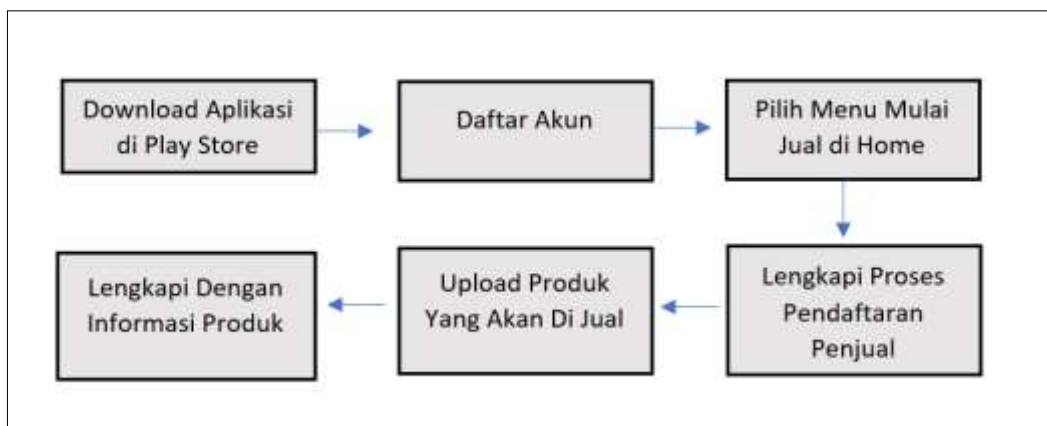 Download Aplikasi
di Play Store
Daftar Akun
Pilih Menu Mulai
Jual di Home
Lengkapi Proses
Pendaftaran
Penjual
Upload Produk
Yang Akan Di Jual
Lengkapi Dengan
Informasi Produk